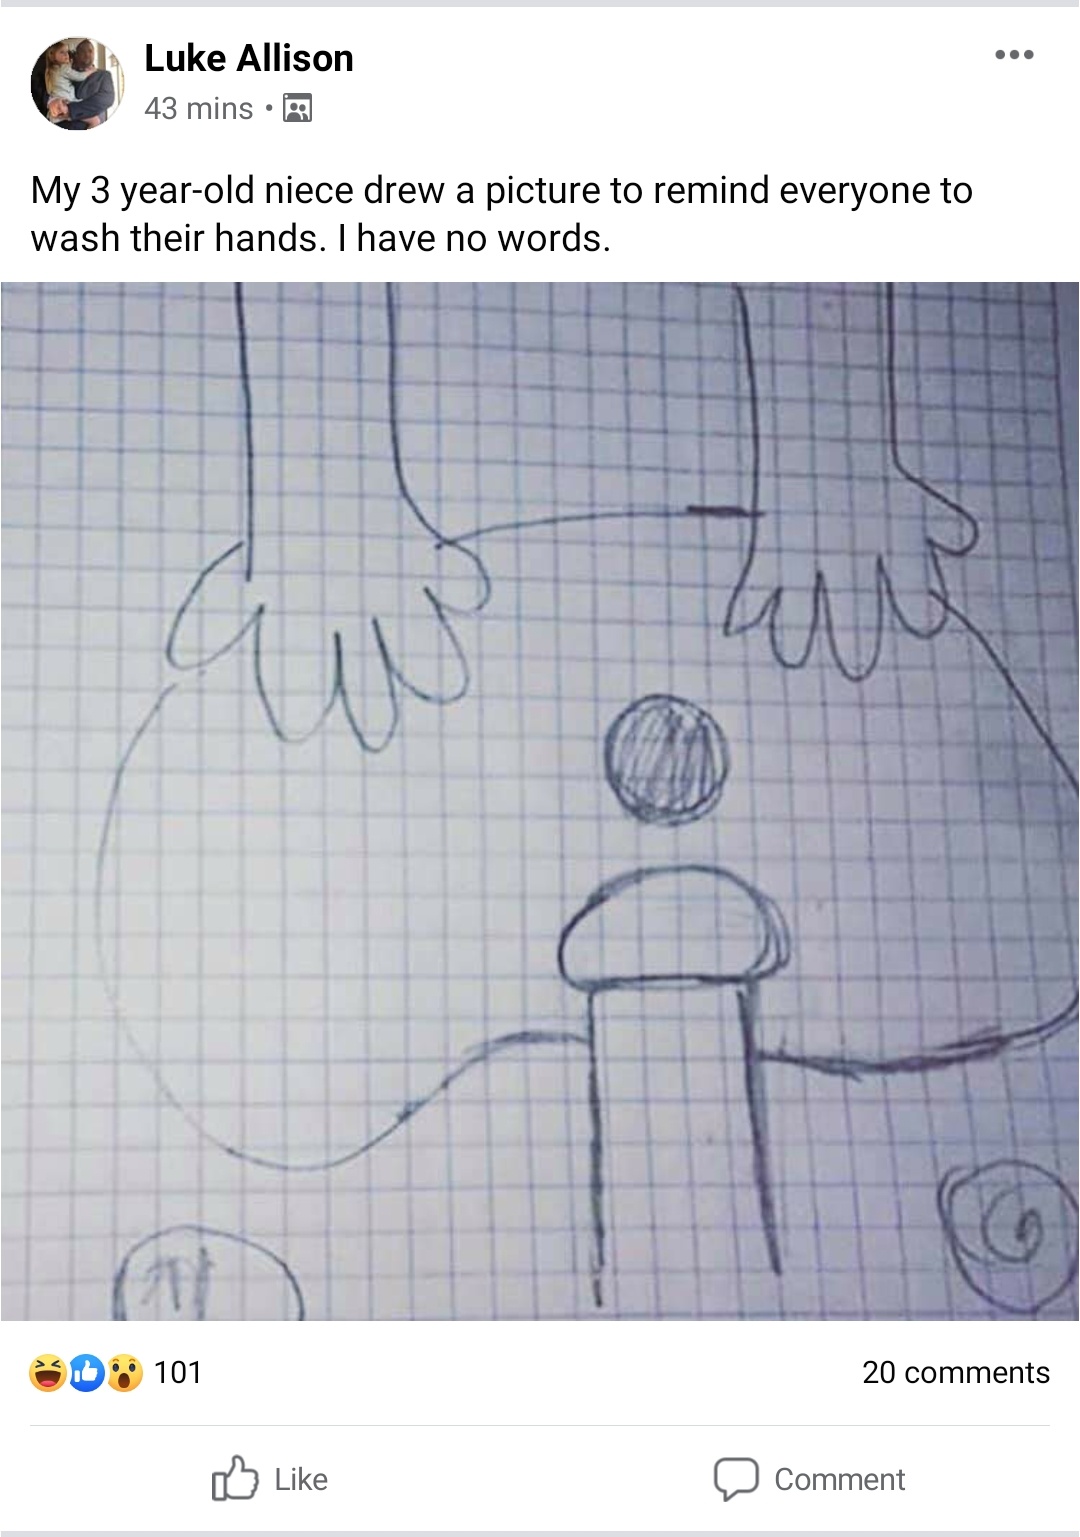 Luke Allison
43 mins •
My 3 year-old niece drew a picture to remind everyone to
wash their hands. I have no words.
101
20 comments
Like
Comment